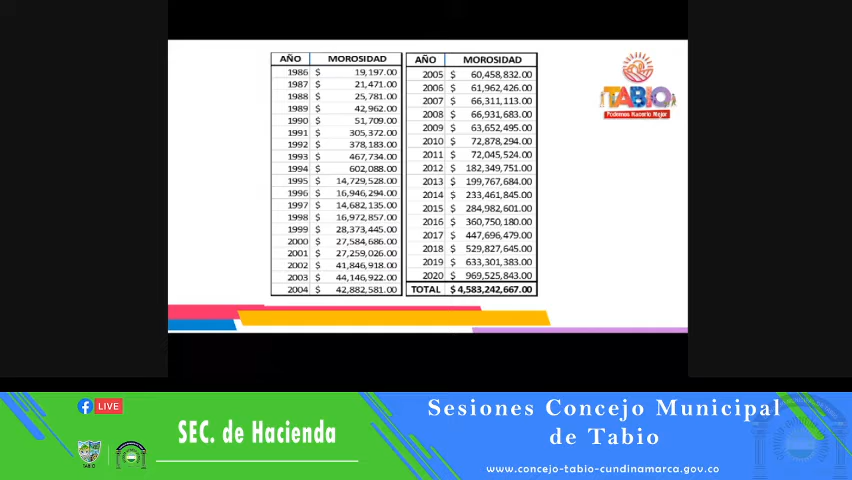 AÑO MOROSIDAD
1986 $ 19,197.00
1987 $ 21,471.00
1988 $ 25,781.00
1989 $ 42,962.00
1990 $ 51,709.00
1991 $ 305,372.00
1992 $ 378,183.00
1993 $ 467,734.00
1994 $ 602,088.00
1995 $ 14,729,528.00
1996 $ 16,946,294.00
1997 $ 14,682,135.00
1998 $ 16,972,857.00
1999 $ 28,373,445.00
2000 $ 27,584,686.00
2001 $ 27,259,026.00
2002 $ 41,846,918.00
2003 $ 44,146,922.00
2004 $ 42,882,581.00
AÑO MOROSIDAD
2005 $ 60,458,832.00
2006 $ 61,962,426.00
2007 $ 66,311,113.00
2008 $ 66,931,683.00
2009 $ 63,652,495.00
2010 $ 72,878,294.00
2011 $ 72,045,524.00
2012 $ 182,349,751.00
2013 $ 199,767,684.00
2014 $ 233,461,845.00
2015 $ 284,982,601.00
2016 $ 360,750,180.00
2017 $ 447,696,479.00
2018 $ 529,827,645.00
2019 $ 633,301,383.00
2020 $ 969,525,843.00
TOTAL $ 4,583,242,667.00
TABIO
Podemos Hacerlo Mejor
f LIVE
TABIO
SEC. de Hacienda
Sesiones Concejo Municipal
de Tabio
www.concejo-tabio-cundinamarca.gov.co